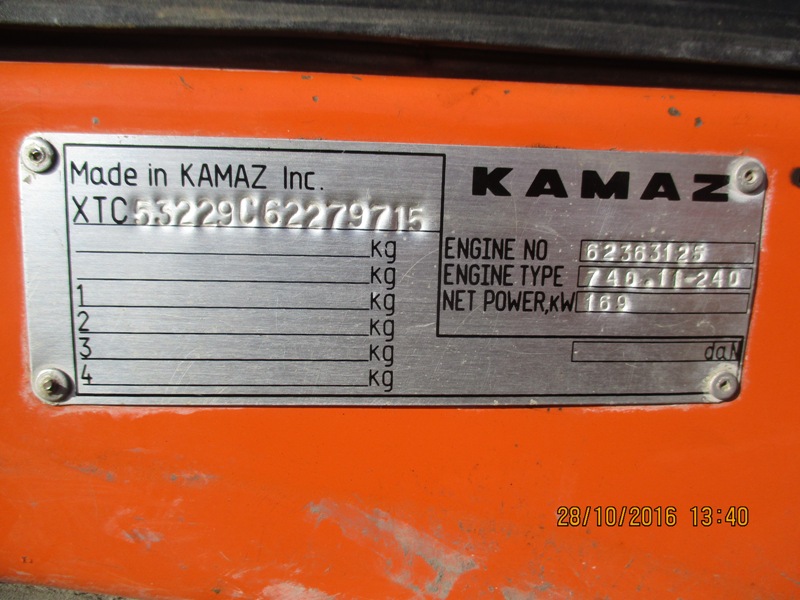 Made in KAMAZ Inc.
XTC53229C62279715
kg
kg
1 kg
2 kg
3 kg
4 kg
KAMAZ
ENGINE NO 62363125
ENGINE TYPE 740.11-240
NET POWER,KW 169
daN
28/10/2016 13:40